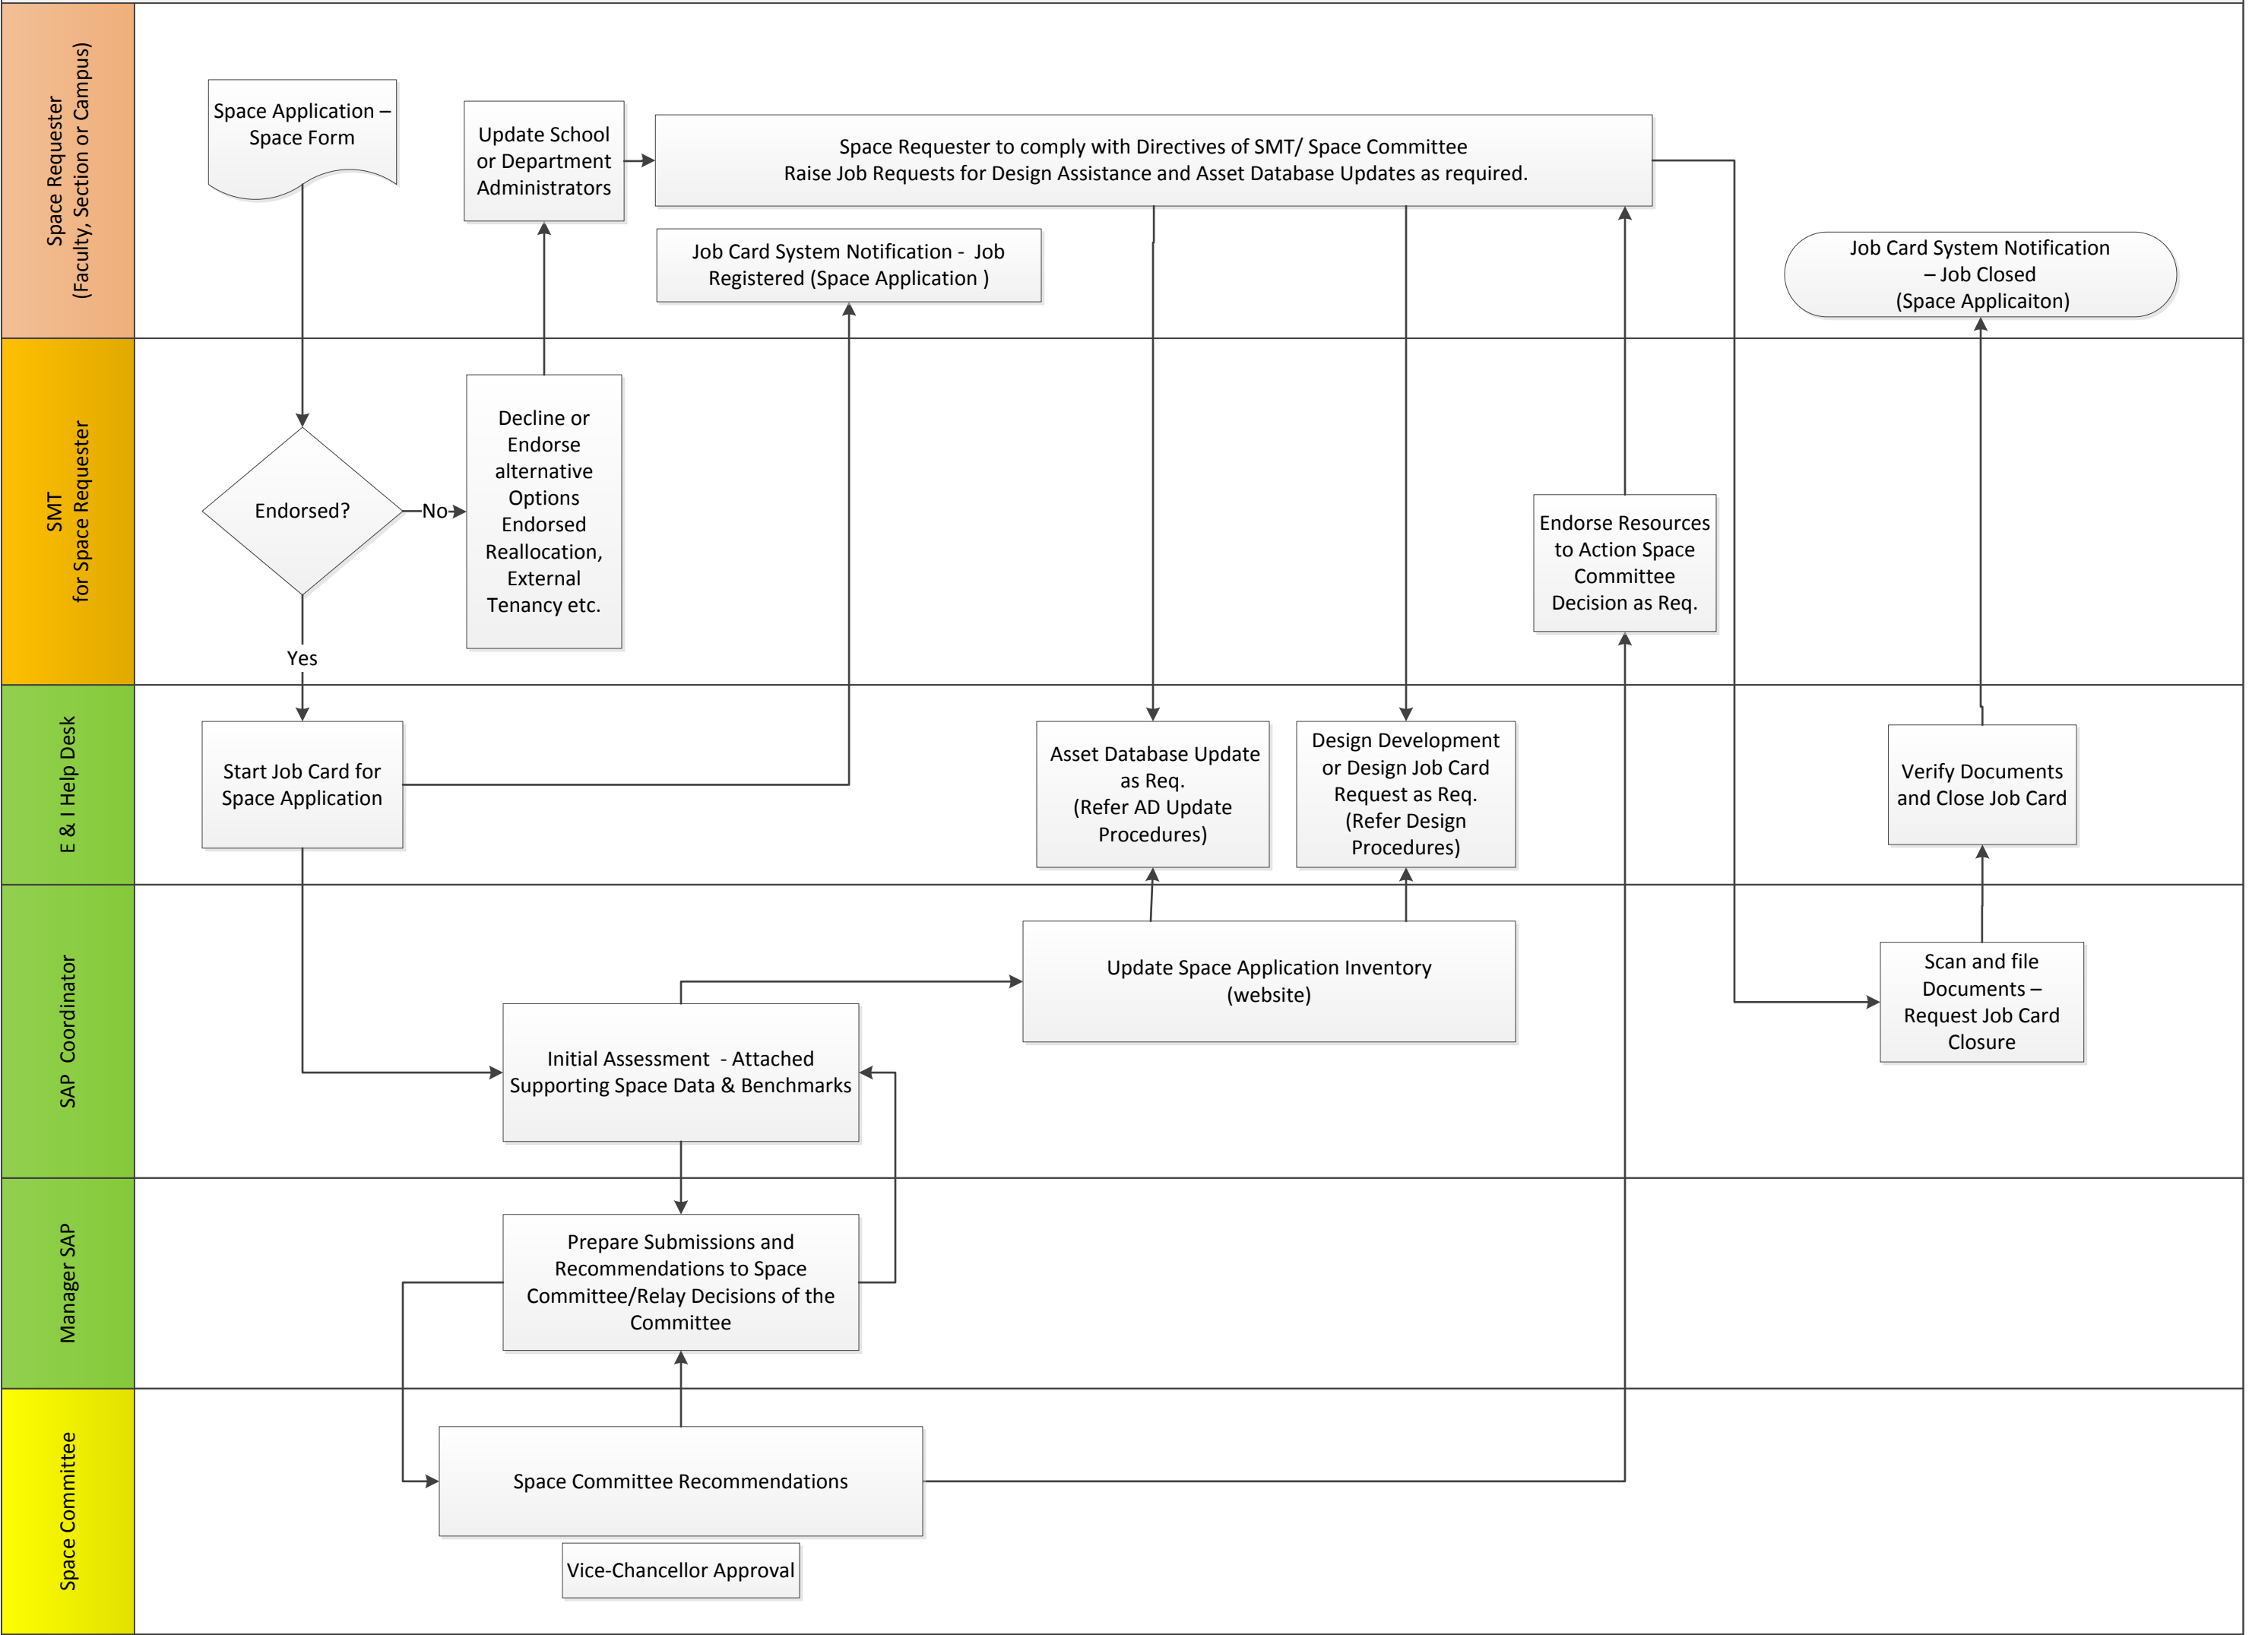 Space Requester
(Faculty, Section or Campus)
Space Application –
Space Form
Update School
or Department
Administrators
Space Requester to comply with Directives of SMT/ Space Committee
Raise Job Requests for Design Assistance and Asset Database Updates as required.
Job Card System Notification - Job
Registered (Space Application )
Job Card System Notification
– Job Closed
(Space Applicaiton)
SMT
for Space Requester
Endorsed?
No
Yes
Decline or
Endorse
alternative
Options
Endorsed
Reallocation,
External
Tenancy etc.
Endorse Resources
to Action Space
Committee
Decision as Req.
E & I Help Desk
Start Job Card for
Space Application
Asset Database Update
as Req.
(Refer AD Update
Procedures)
Design Development
or Design Job Card
Request as Req.
(Refer Design
Procedures)
Verify Documents
and Close Job Card
SAP Coordinator
Initial Assessment - Attached
Supporting Space Data & Benchmarks
Update Space Application Inventory
(website)
Scan and file
Documents –
Request Job Card
Closure
Manager SAP
Prepare Submissions and
Recommendations to Space
Committee/Relay Decisions of the
Committee
Space Committee
Space Committee Recommendations
Vice-Chancellor Approval